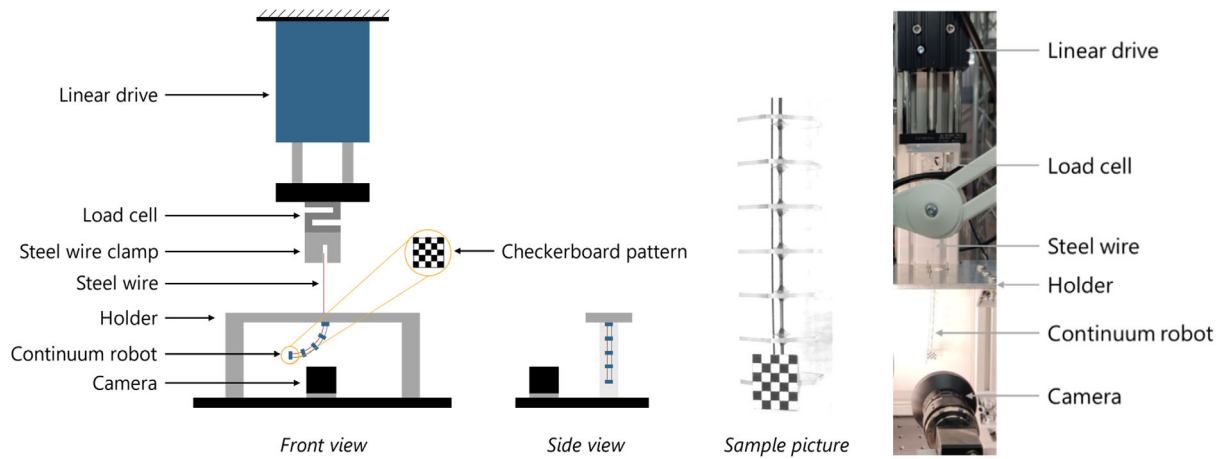 Linear drive
Load cell
Steel wire clamp
Steel wire
Holder
Continuum robot
Camera
Checkerboard pattern
Front view
Side view
Sample picture
Linear drive
Load cell
Steel wire
Holder
Continuum robot
Camera